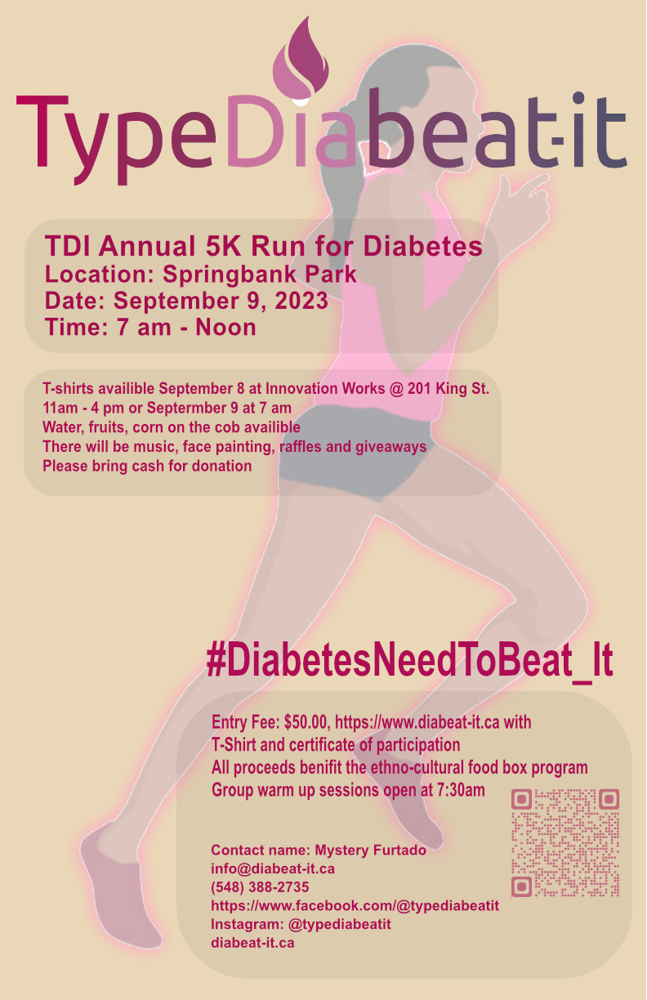 TypeDiabeat-it
TDI Annual 5K Run for Diabetes
Location: Springbank Park
Date: September 9, 2023
Time: 7 am - Noon
T-shirts availible September 8 at Innovation Works @ 201 King St.
11am - 4 pm or Septermber 9 at 7 am
Water, fruits, corn on the cob availible
There will be music, face painting, raffles and giveaways
Please bring cash for donation
#DiabetesNeedToBeat_It
Entry Fee: $50.00, https://www.diabeat-it.ca with
T-Shirt and certificate of participation
All proceeds benifit the ethno-cultural food box program
Group warm up sessions open at 7:30am
Contact name: Mystery Furtado
info@diabeat-it.ca
(548) 388-2735
https://www.facebook.com/@typediabeatit
Instagram: @typediabeatit
diabeat-it.ca